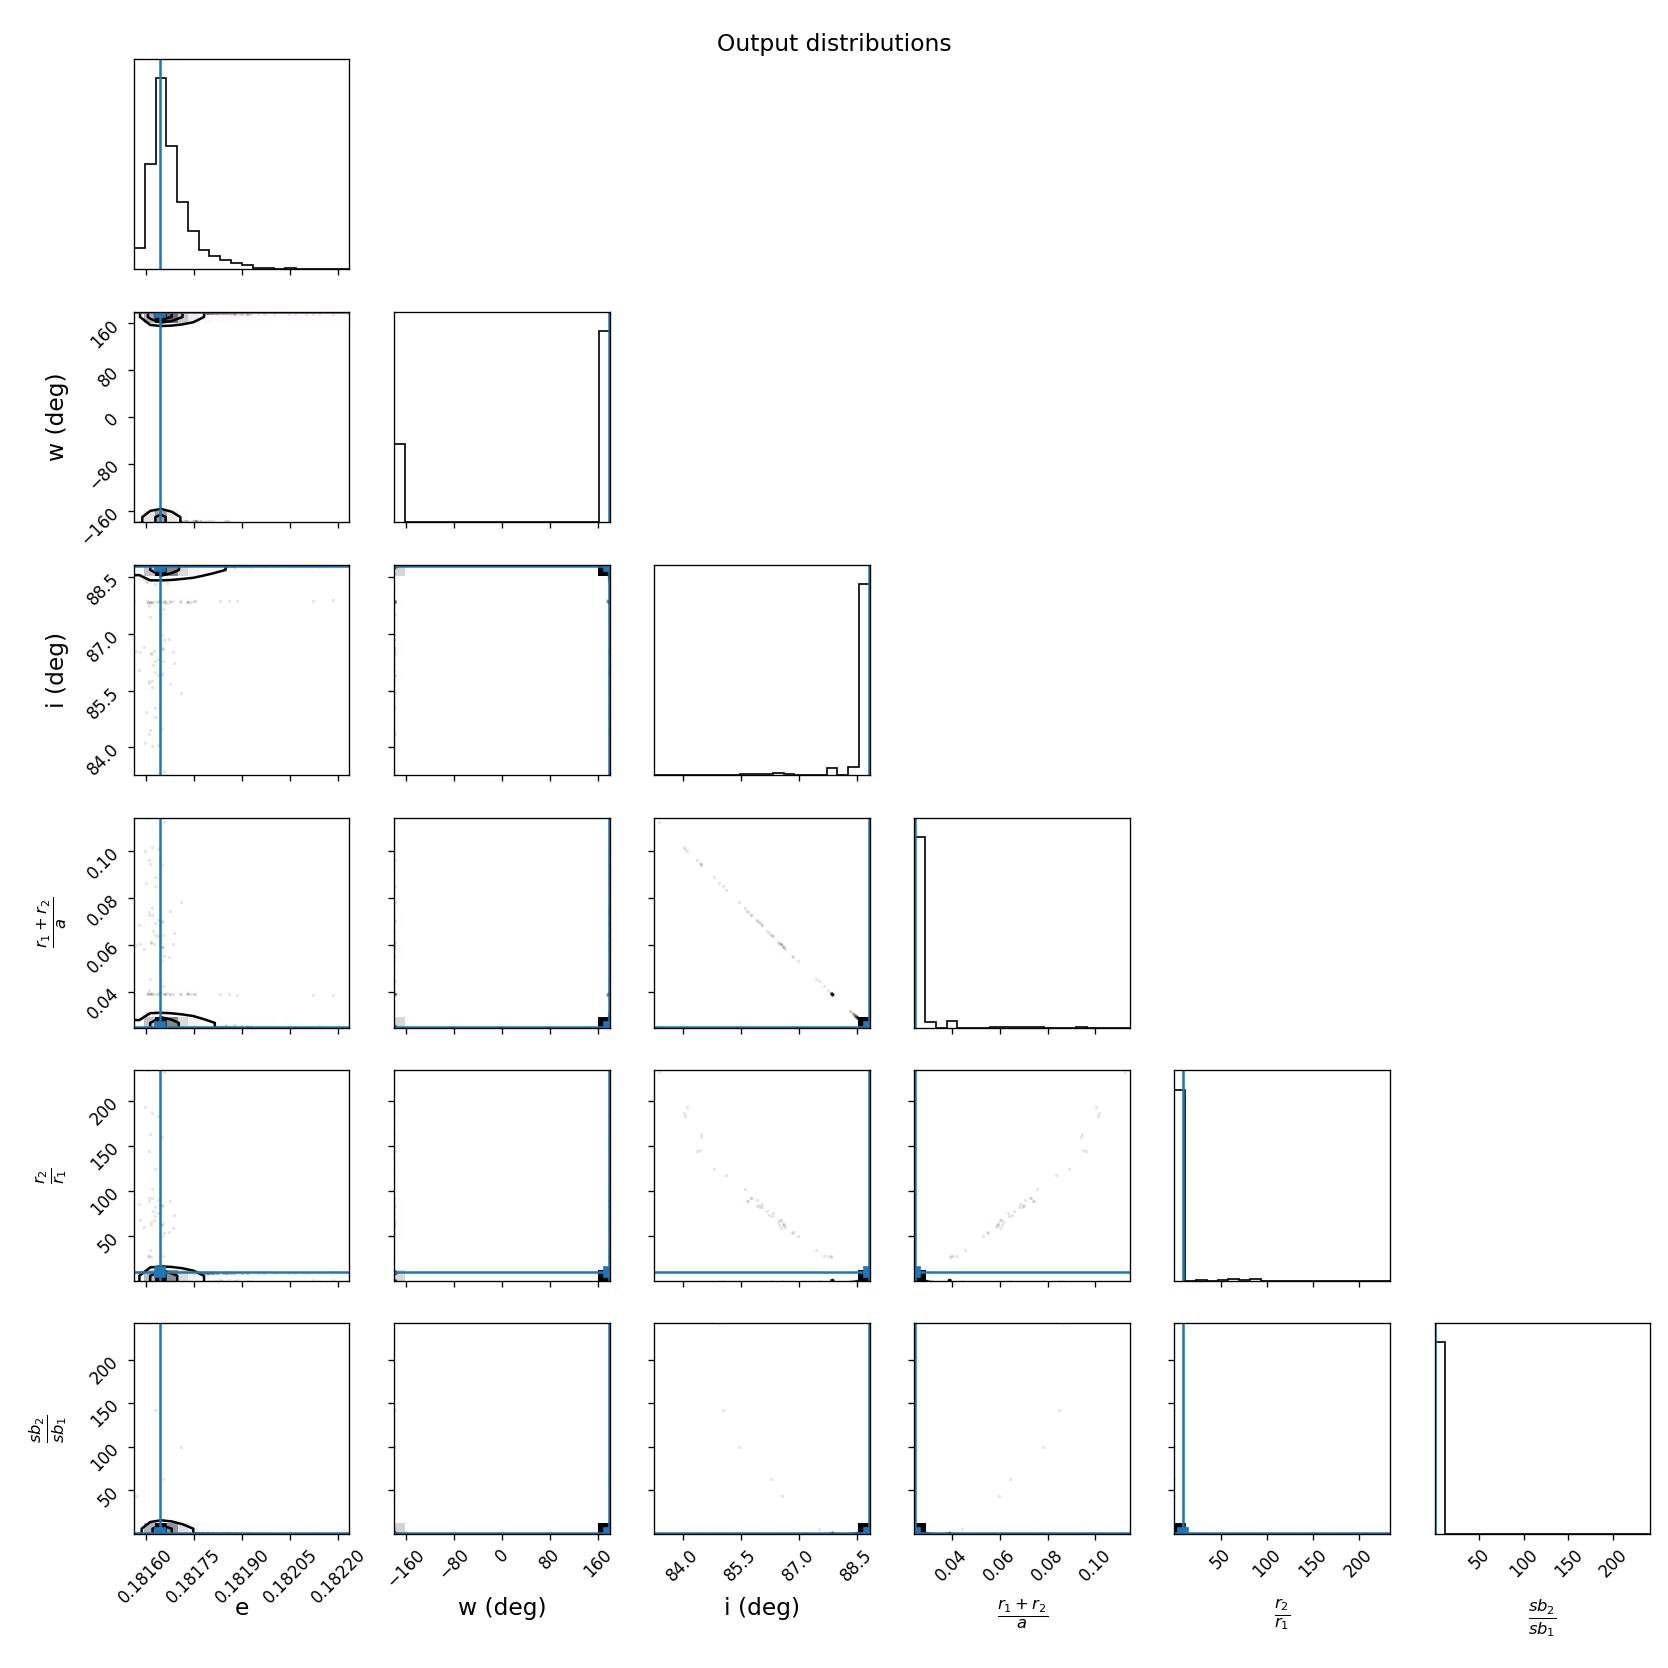 Output distributions
w (deg)
160
80
0
−80
−160
i (deg)
88.5
87.0
85.5
84.0
r₁ + r₂
a
0.10
0.08
0.06
0.04
r₂
r₁
200
150
100
50
sb₂
sb₁
200
150
100
50
0.18160 0.18175 0.18190 0.18205 0.18220 −160 −80 0 80 160 84.0 85.5 87.0 88.5 0.04 0.06 0.08 0.10 50 100 150 200 50 100 150 200
e w (deg) i (deg) r₁ + r₂ r₂ sb₂
a r₁ sb₁